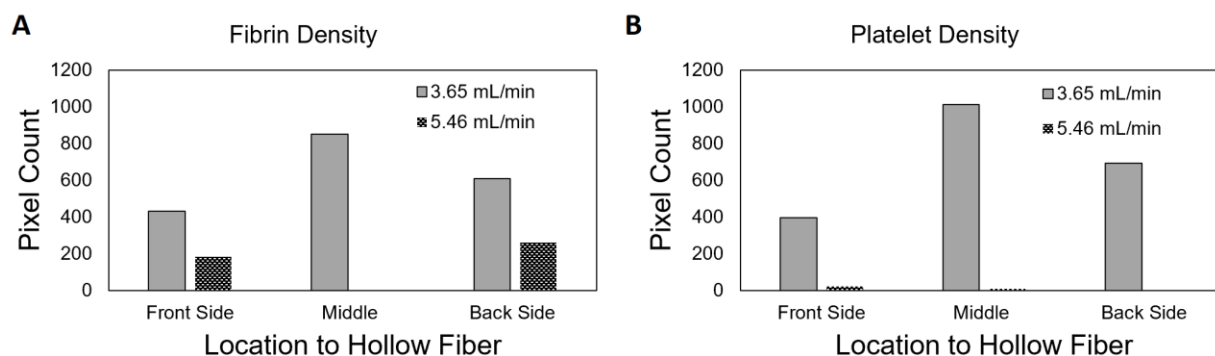 A
Fibrin Density
1200
1000
800
600
400
200
0
Pixel Count
3.65 mL/min
5.46 mL/min
Front Side Middle Back Side
Location to Hollow Fiber
B
Platelet Density
1200
1000
800
600
400
200
0
Pixel Count
3.65 mL/min
5.46 mL/min
Front Side Middle Back Side
Location to Hollow Fiber